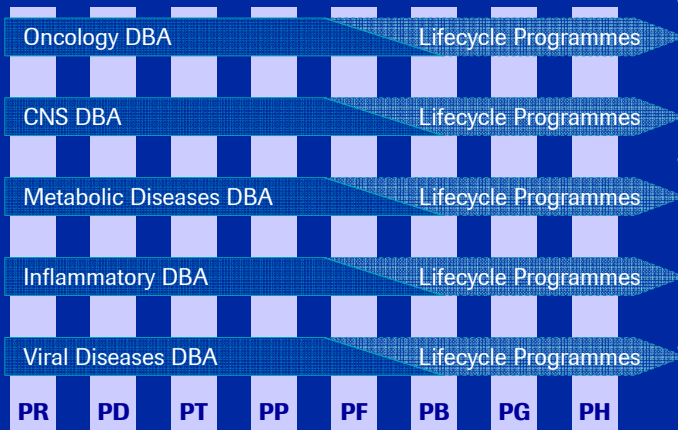 Oncology DBA Lifecycle Programmes
CNS DBA Lifecycle Programmes
Metabolic Diseases DBA Lifecycle Programmes
Inflammatory DBA Lifecycle Programmes
Viral Diseases DBA Lifecycle Programmes
PR PD PT PP PF PB PG PH